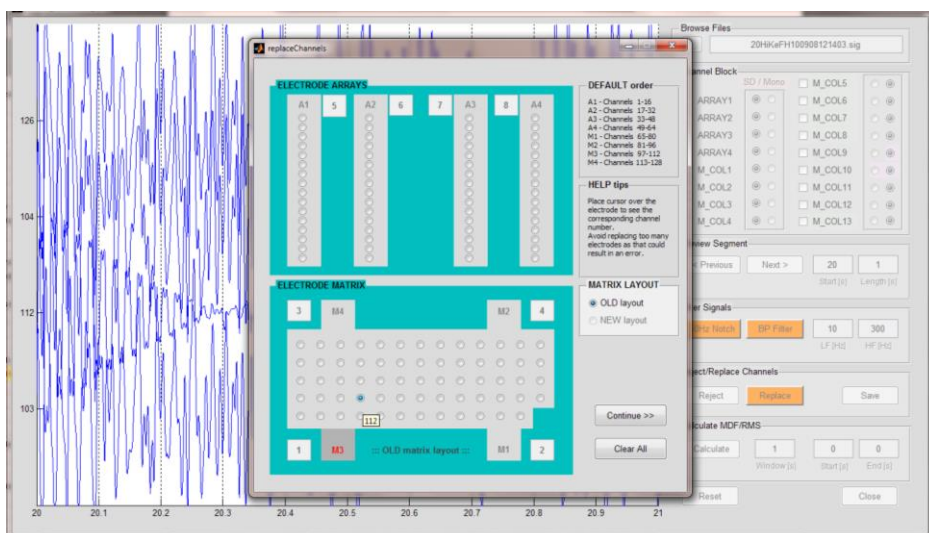 replaceChannels
ELECTRODE ARRAYS
A1 5 A2 6 7 A3 8 A4
DEFAULT order
A1 - Channels 1-16
A2 - Channels 17-32
A3 - Channels 33-48
A4 - Channels 49-64
M1 - Channels 65-80
M2 - Channels 81-96
M3 - Channels 97-112
M4 - Channels 113-128
HELP tips
Place cursor over the
electrode to see the
corresponding channel
number.
Avoid replacing too many
electrodes as that could
result in an error.
ELECTRODE MATRIX
3 M4 M2 4
112
1 M3 ::: OLD matrix layout ::: M1 2
MATRIX LAYOUT
OLD layout
NEW layout
Continue >>
Clear All
126
104
112
103
20 20.1 20.2 20.3 20.4 20.5 20.6 20.7 20.8 20.9 21
Browse Files
20HiKeFH100908121403.sig
annel Block
SD / Mono
ARRAY1
ARRAY2
ARRAY3
ARRAY4
M_COL1
M_COL2
M_COL3
M_COL4
M_COL5
M_COL6
M_COL7
M_COL8
M_COL9
M_COL10
M_COL11
M_COL12
M_COL13
view Segment
< Previous Next > 20 1
Start [s] Length [s]
er Signals
0Hz Notch BP Filter 10 300
LF [Hz] HF [Hz]
ject/Replace Channels
Reject Replace Save
alculate MDF/RMS
Calculate 1 0 0
Window [s] Start [s] End [s]
Reset Close